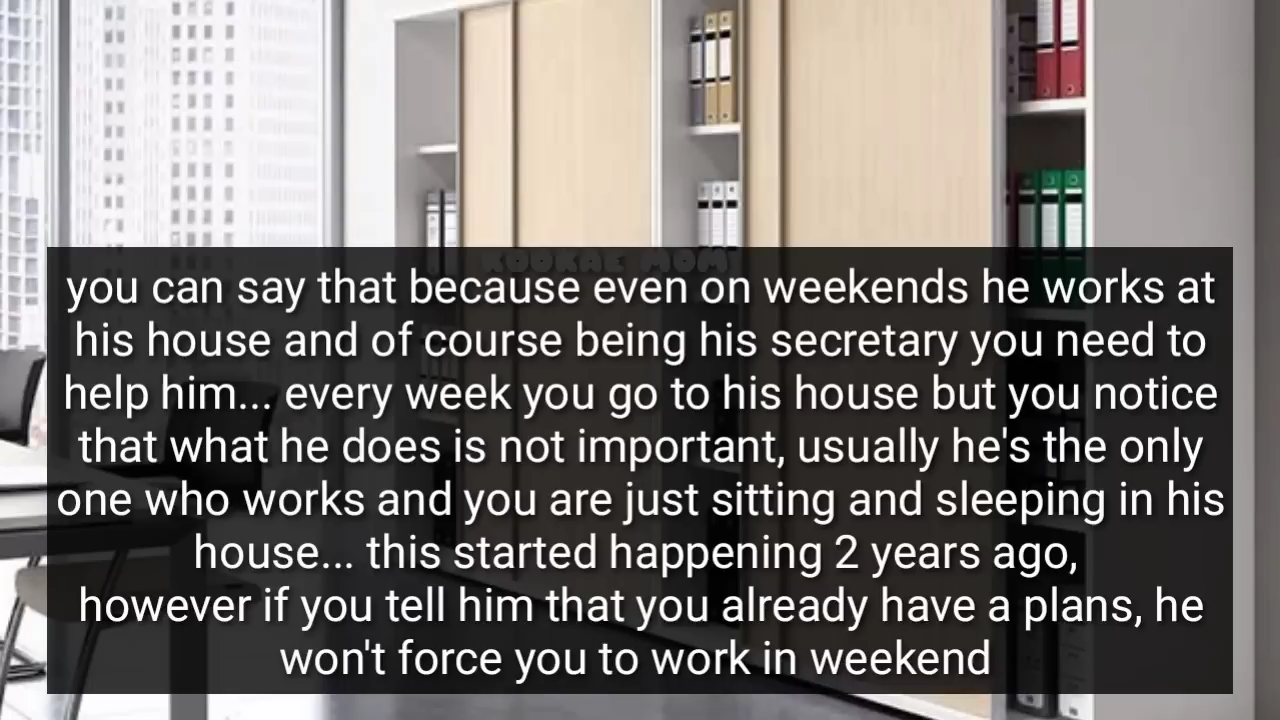 KOOKAE MOM
you can say that because even on weekends he works at
his house and of course being his secretary you need to
help him... every week you go to his house but you notice
that what he does is not important, usually he's the only
one who works and you are just sitting and sleeping in his
house... this started happening 2 years ago,
however if you tell him that you already have a plans, he
won't force you to work in weekend